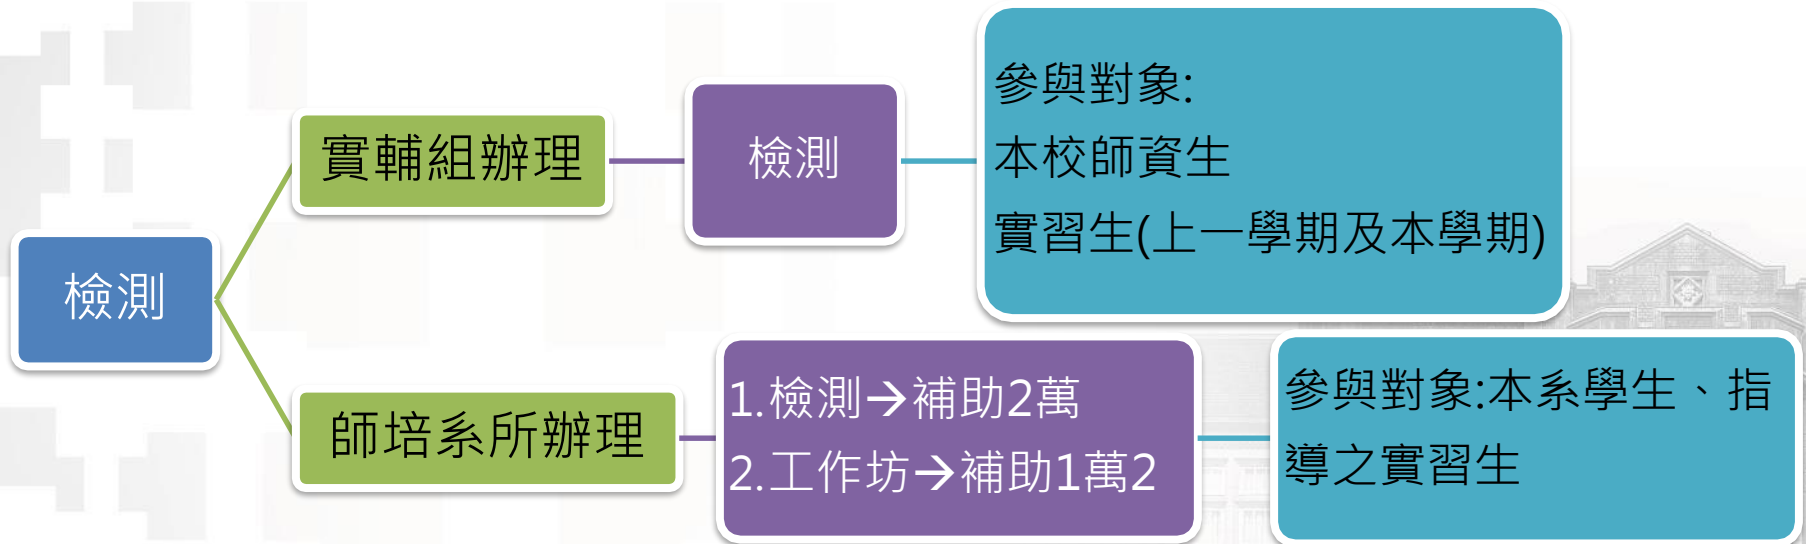 檢測
實輔組辦理
檢測
參與對象:
本校師資生
實習生(上一學期及本學期)
師培系所辦理
1.檢測→補助2萬
2.工作坊→補助1萬2
參與對象:本系學生、指
導之實習生